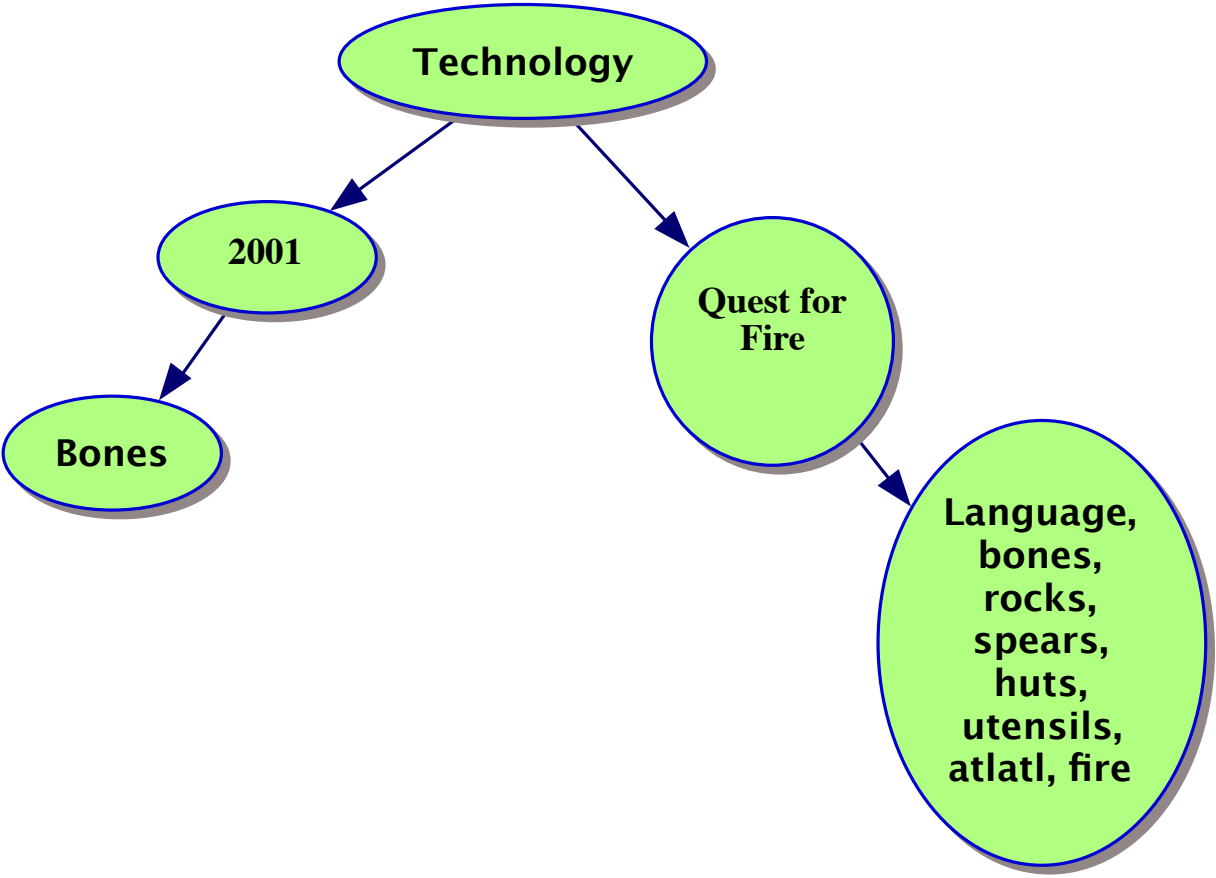 Technology
2001
Quest for
Fire
Bones
Language,
bones,
rocks,
spears,
huts,
utensils,
atlatl, fire